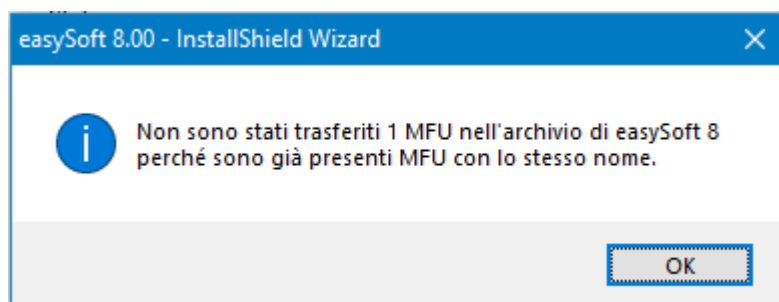 easySoft 8.00 - InstallShield Wizard
Non sono stati trasferiti 1 MFU nell'archivio di easySoft 8
perché sono già presenti MFU con lo stesso nome.
OK